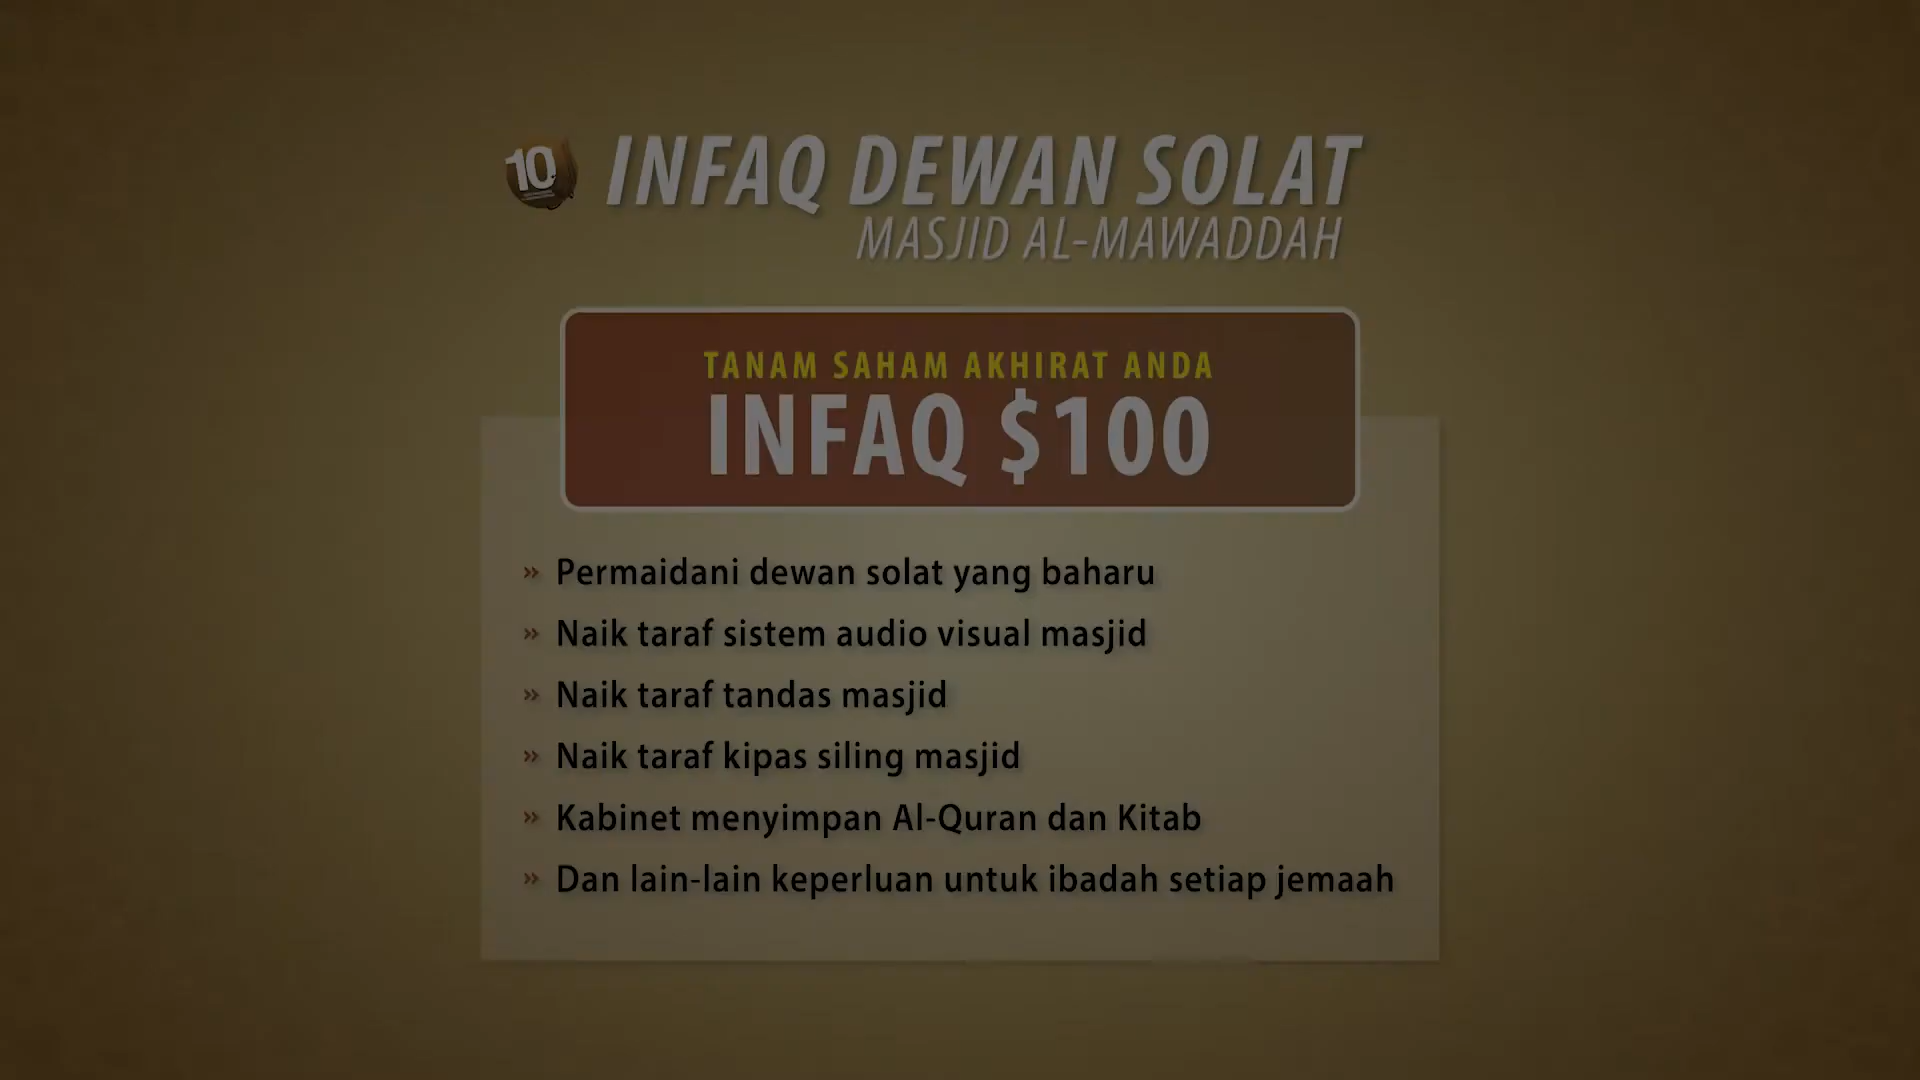 10
INFAQ DEWAN SOLAT
MASJID AL-MAWADDAH
TANAM SAHAM AKHIRAT ANDA
INFAQ $100
» Permaidani dewan solat yang baharu
» Naik taraf sistem audio visual masjid
» Naik taraf tandas masjid
» Naik taraf kipas siling masjid
» Kabinet menyimpan Al-Quran dan Kitab
» Dan lain-lain keperluan untuk ibadah setiap jemaah